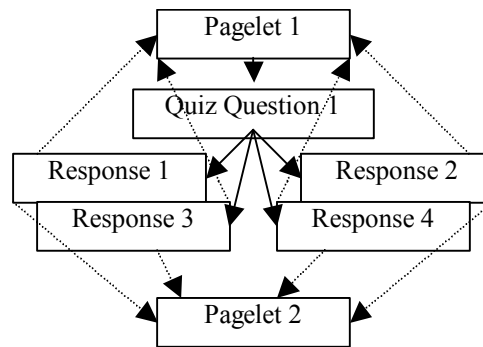 Pagelet 1
Quiz Question 1
Response 1
Response 2
Response 3
Response 4
Pagelet 2